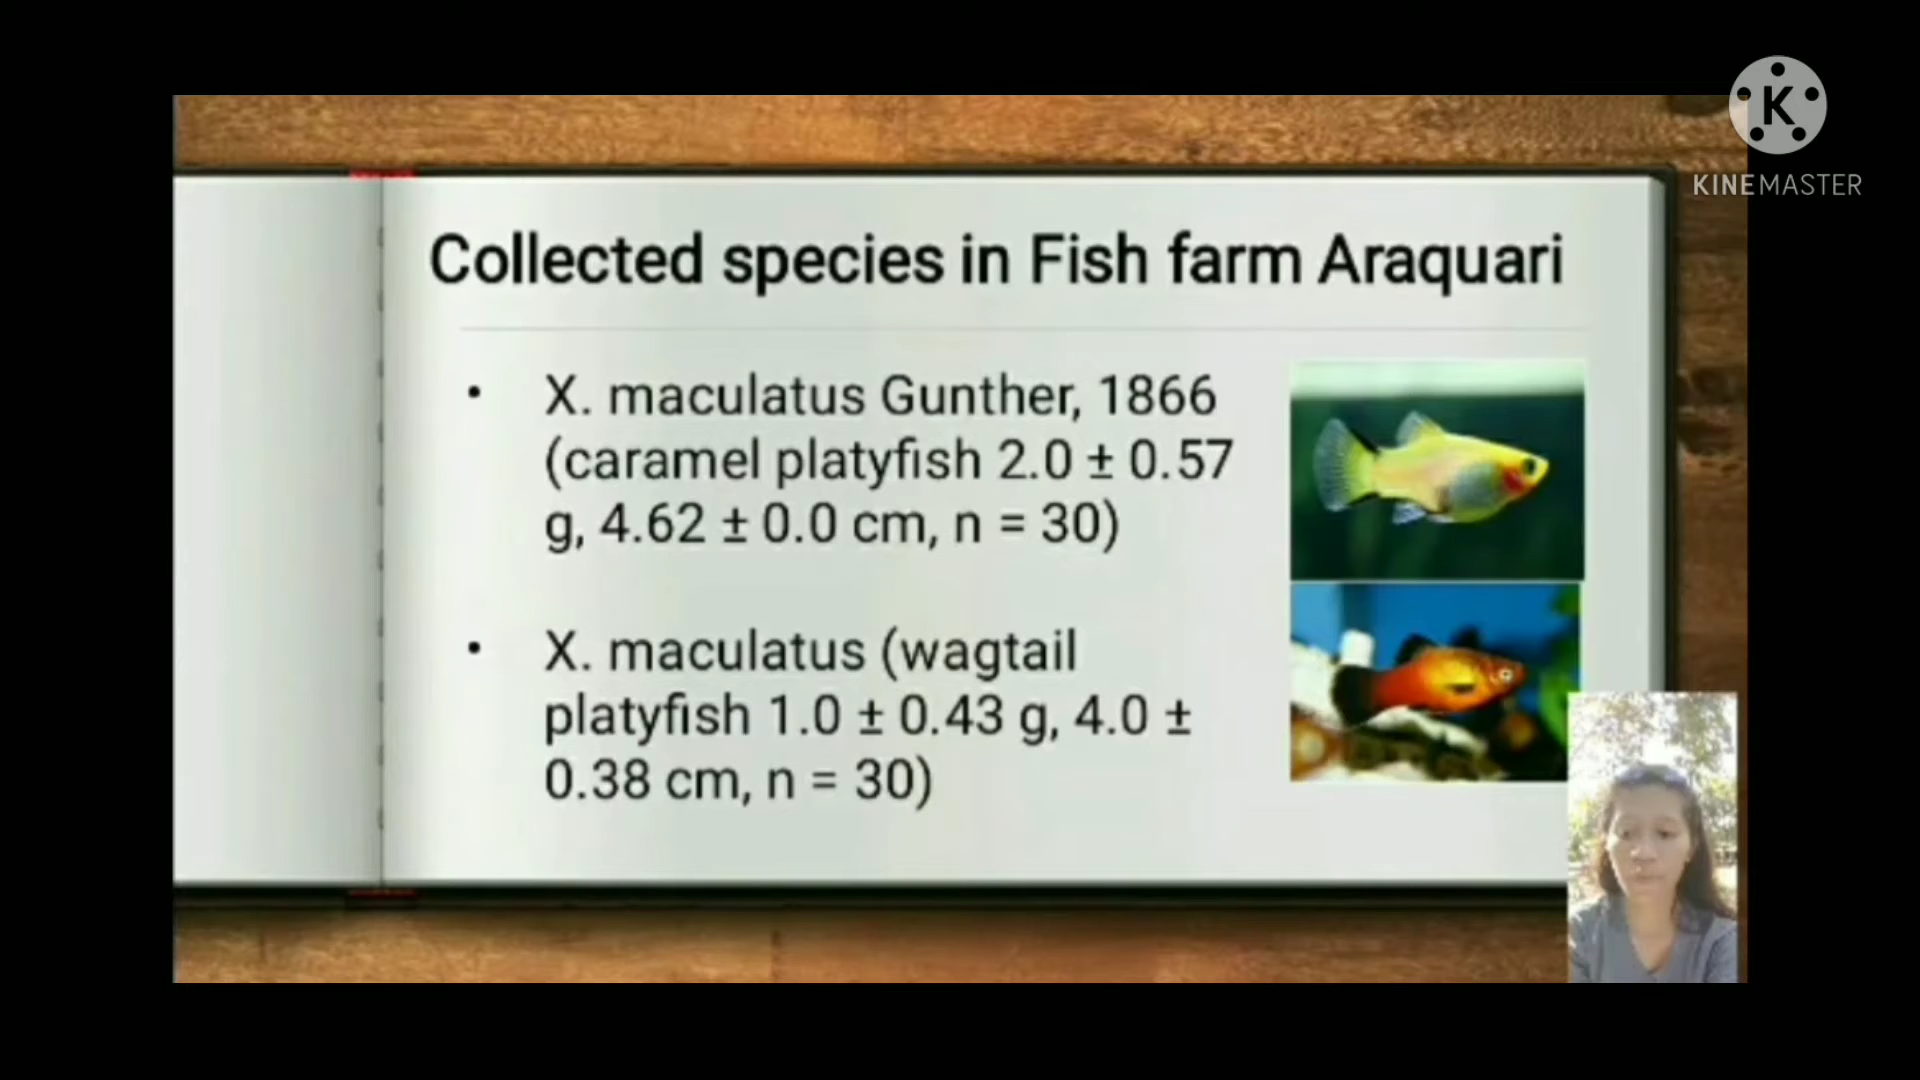 K
KINEMASTER
Collected species in Fish farm Araquari
• X. maculatus Gunther, 1866
(caramel platyfish 2.0 ± 0.57
g, 4.62 ± 0.0 cm, n = 30)
• X. maculatus (wagtail
platyfish 1.0 ± 0.43 g, 4.0 ±
0.38 cm, n = 30)